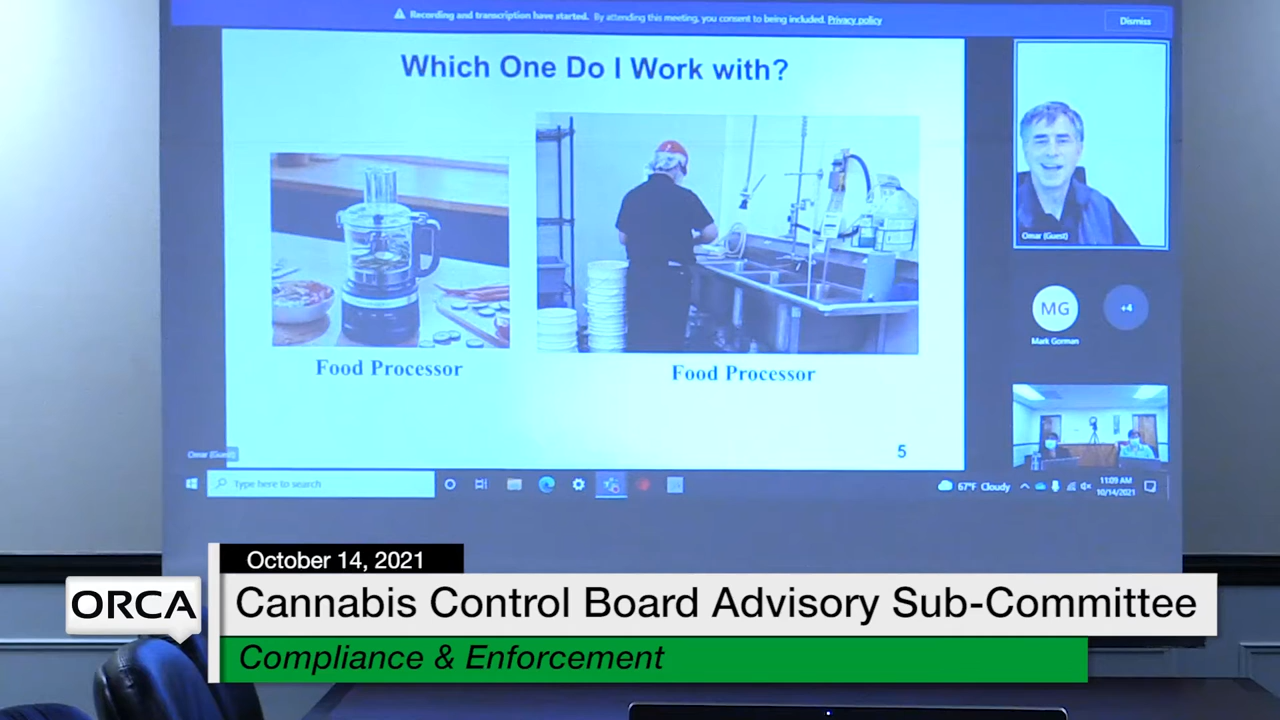 Recording and transcription have started. By attending this meeting, you consent to being included. Privacy policy
Dismiss
Which One Do I Work with?
Food Processor
Food Processor
5
Omar (Guest)
MG
+4
Mark Gorman
Omar (Guest)
Type here to search
67°F Cloudy
11:09 AM
10/14/2021
October 14, 2021
ORCA
Cannabis Control Board Advisory Sub-Committee
Compliance & Enforcement